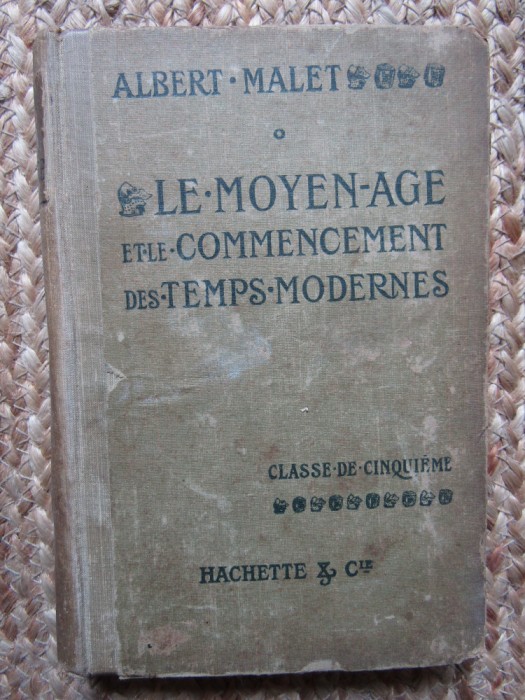 ALBERT·MALET
LE·MOYEN-AGE
ET·LE·COMMENCEMENT
DES·TEMPS·MODERNES
CLASSE·DE·CINQUIÈME
HACHETTE & CIE